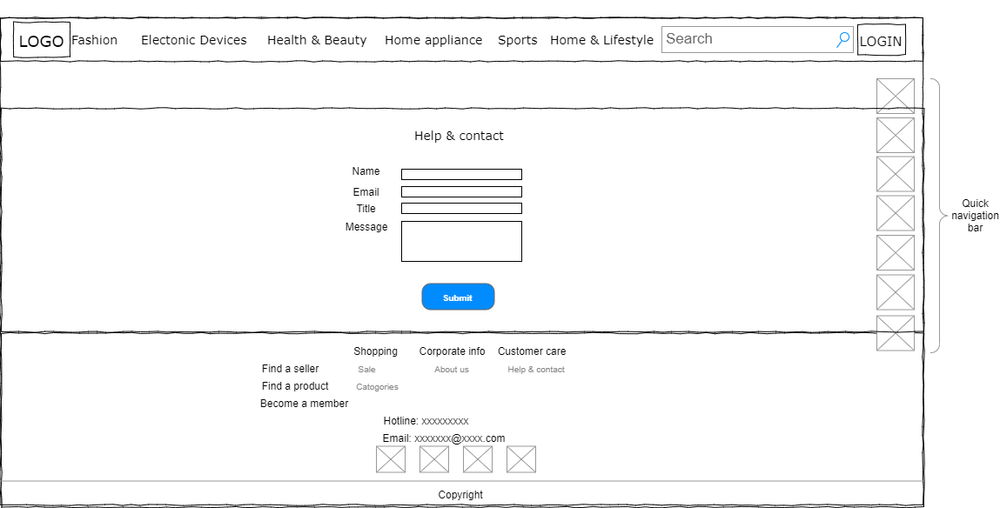 LOGO Fashion Electonic Devices Health & Beauty Home appliance Sports Home & Lifestyle Search LOGIN
Help & contact
Name
Email
Title
Message
Submit
Quick
navigation
bar
Shopping Corporate info Customer care
Find a seller Sale About us Help & contact
Find a product Catogories
Become a member
Hotline: xxxxxxxxx
Email: xxxxxxx@xxxx.com
Copyright